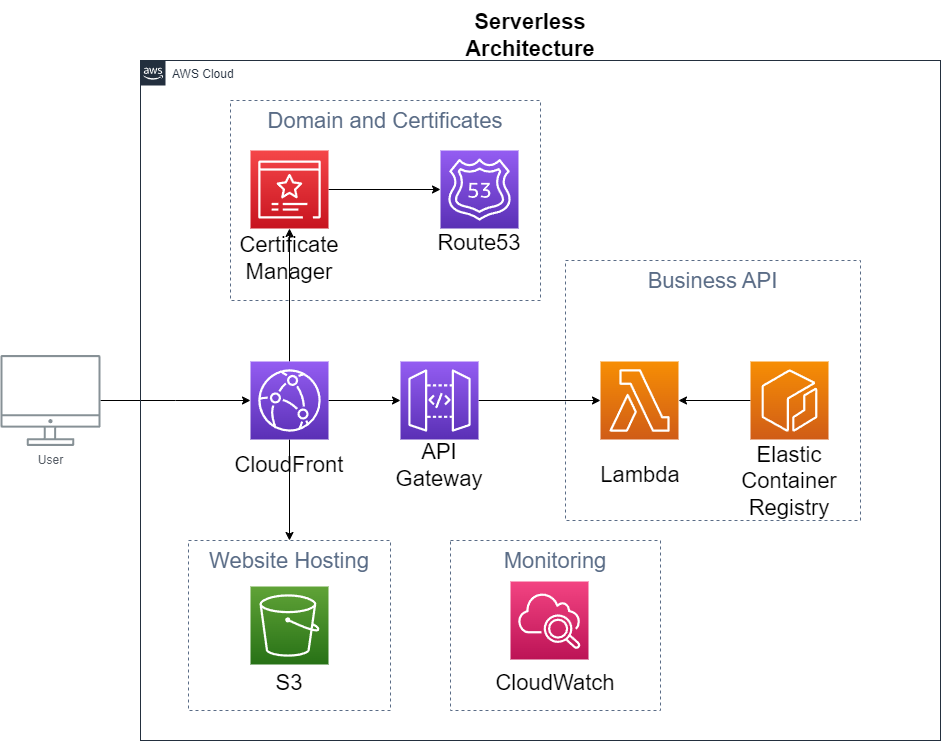 Serverless
Architecture
aws
AWS Cloud
Domain and Certificates
53
Certificate
Manager
Route53
Business API
User
CloudFront
</>
API
Gateway
Lambda
Elastic
Container
Registry
Website Hosting
S3
Monitoring
CloudWatch